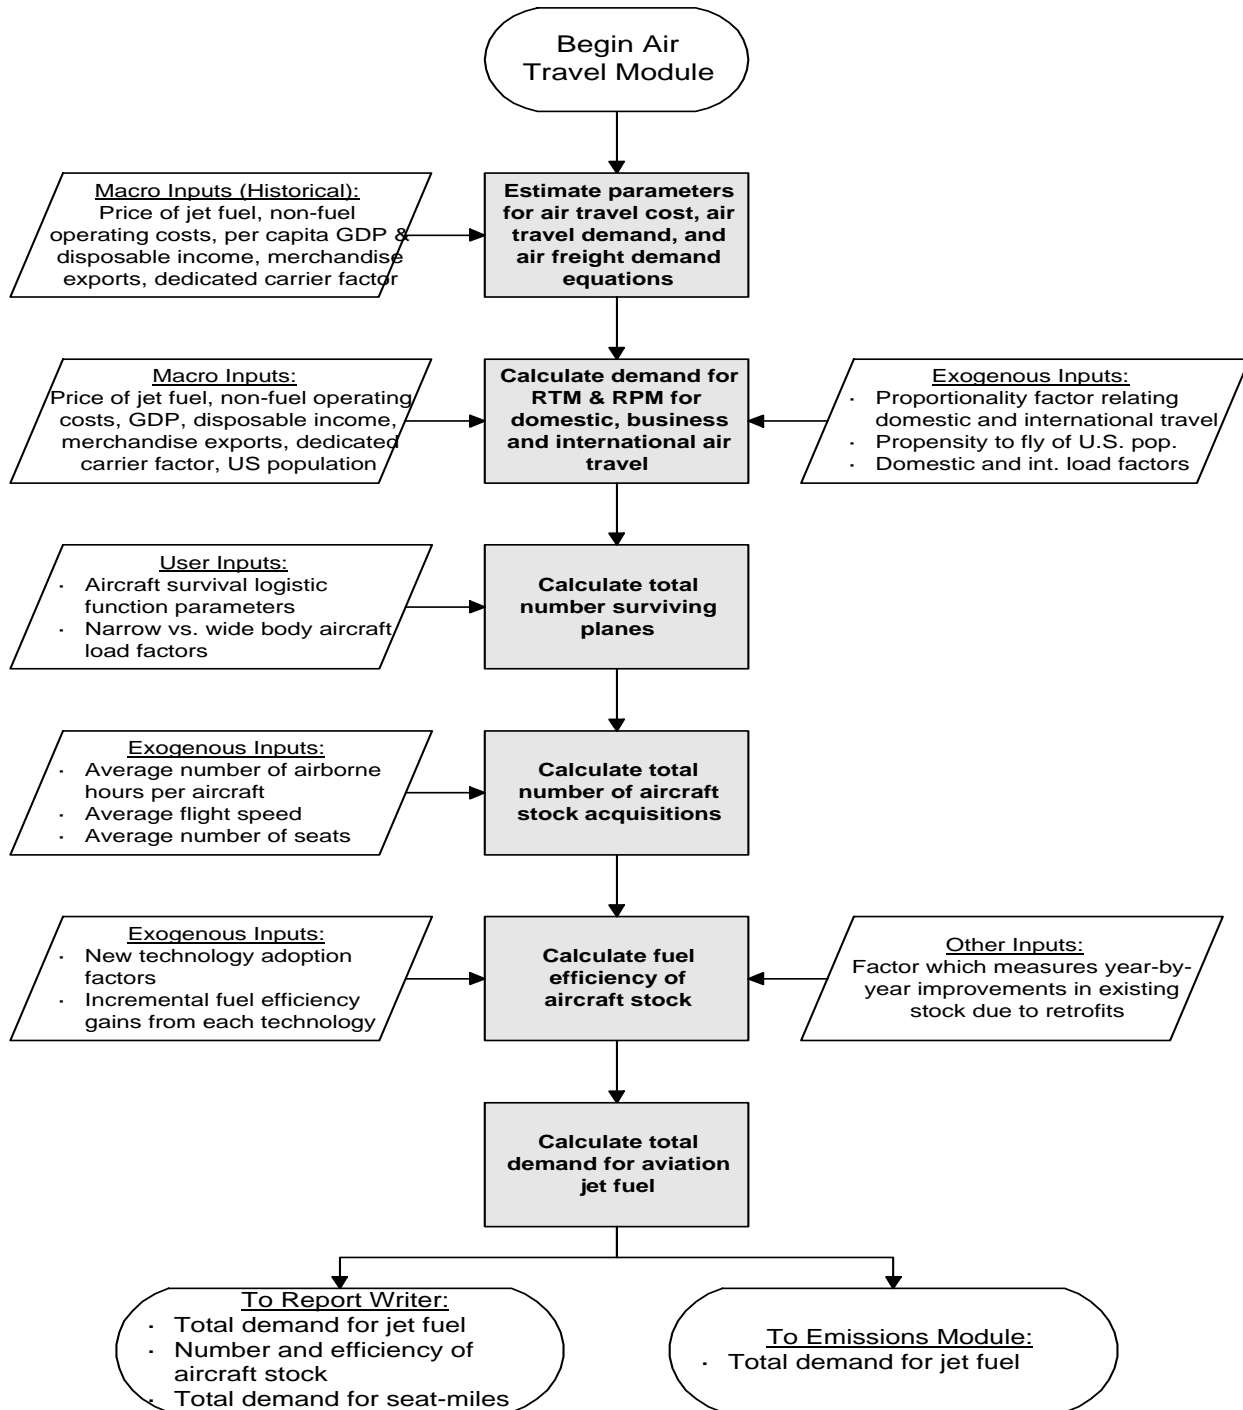 Begin Air
Travel Module
Macro Inputs (Historical):
Price of jet fuel, non-fuel
operating costs, per capita GDP &
disposable income, merchandise
exports, dedicated carrier factor
Estimate parameters
for air travel cost, air
travel demand, and
air freight demand
equations
Macro Inputs:
Price of jet fuel, non-fuel operating
costs, GDP, disposable income,
merchandise exports, dedicated
carrier factor, US population
Calculate demand for
RTM & RPM for
domestic, business
and international air
travel
Exogenous Inputs:
· Proportionality factor relating
domestic and international travel
· Propensity to fly of U.S. pop.
· Domestic and int. load factors
User Inputs:
· Aircraft survival logistic
function parameters
· Narrow vs. wide body aircraft
load factors
Calculate total
number surviving
planes
Exogenous Inputs:
· Average number of airborne
hours per aircraft
· Average flight speed
· Average number of seats
Calculate total
number of aircraft
stock acquisitions
Exogenous Inputs:
· New technology adoption
factors
· Incremental fuel efficiency
gains from each technology
Calculate fuel
efficiency of
aircraft stock
Other Inputs:
Factor which measures year-by-
year improvements in existing
stock due to retrofits
Calculate total
demand for aviation
jet fuel
To Report Writer:
· Total demand for jet fuel
· Number and efficiency of
aircraft stock
· Total demand for seat-miles
To Emissions Module:
· Total demand for jet fuel